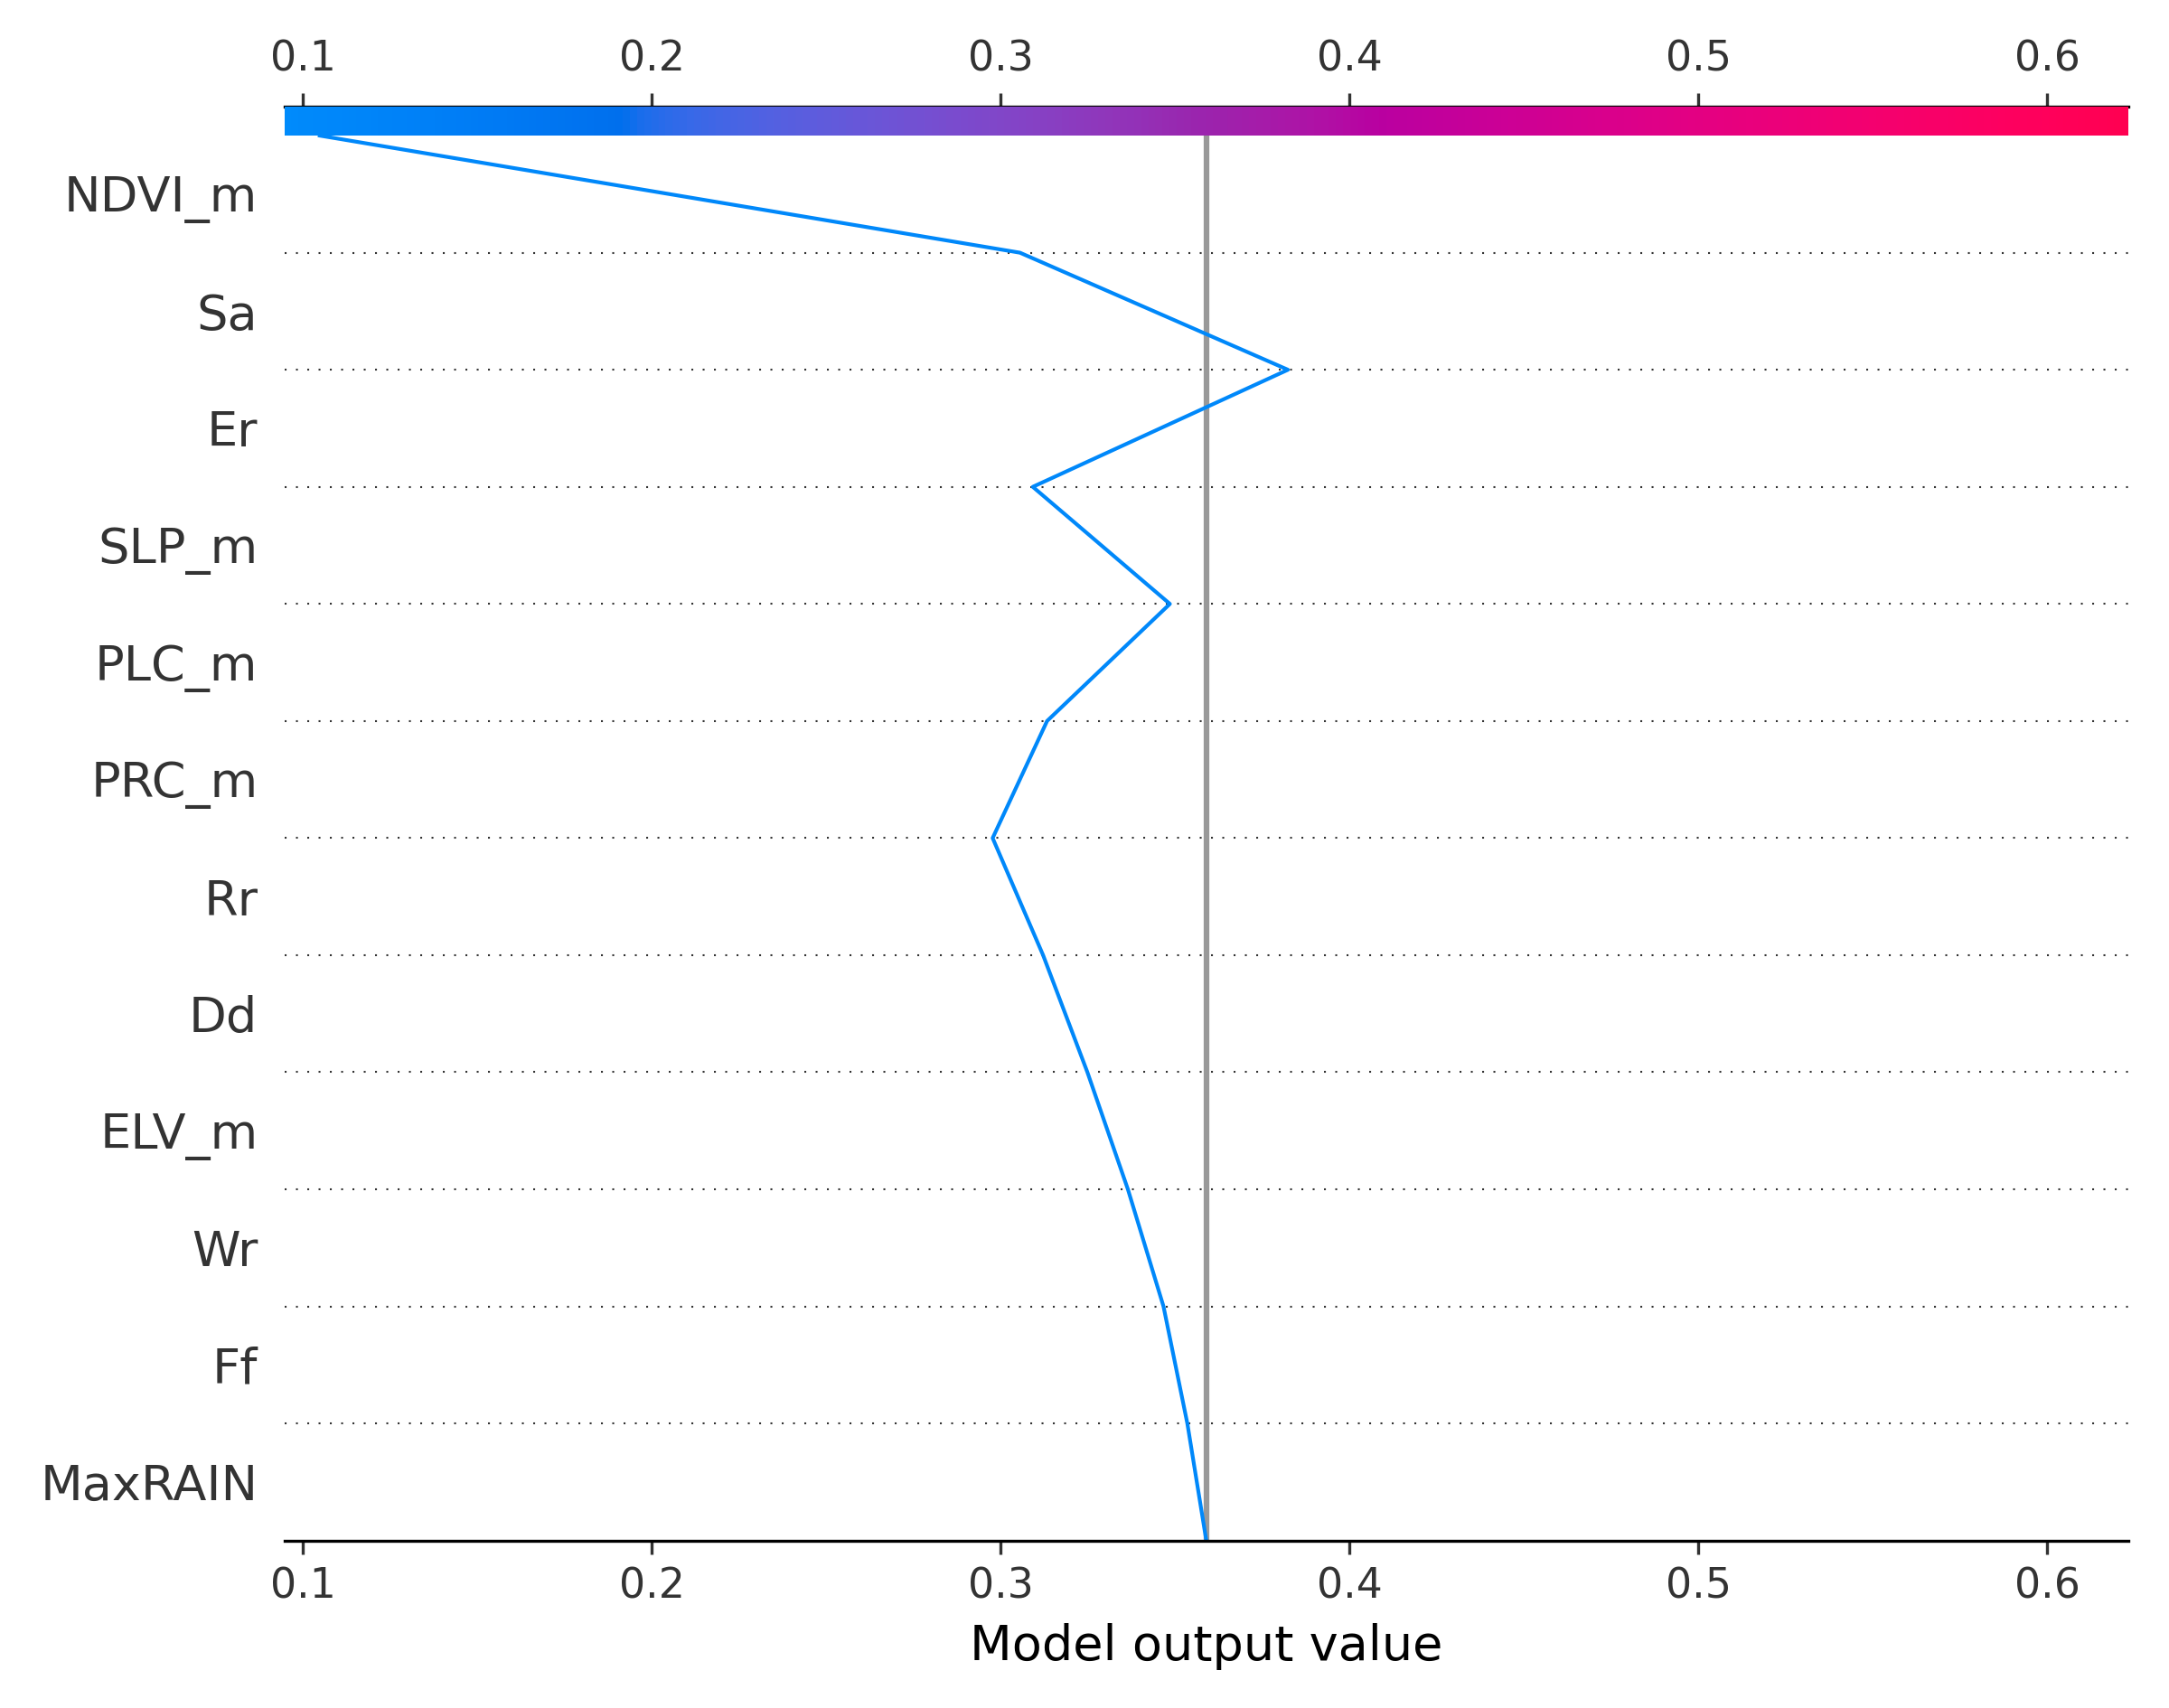 0.1 0.2 0.3 0.4 0.5 0.6
NDVI_m
Sa
Er
SLP_m
PLC_m
PRC_m
Rr
Dd
ELV_m
Wr
Ff
MaxRAIN
0.1 0.2 0.3 0.4 0.5 0.6
Model output value